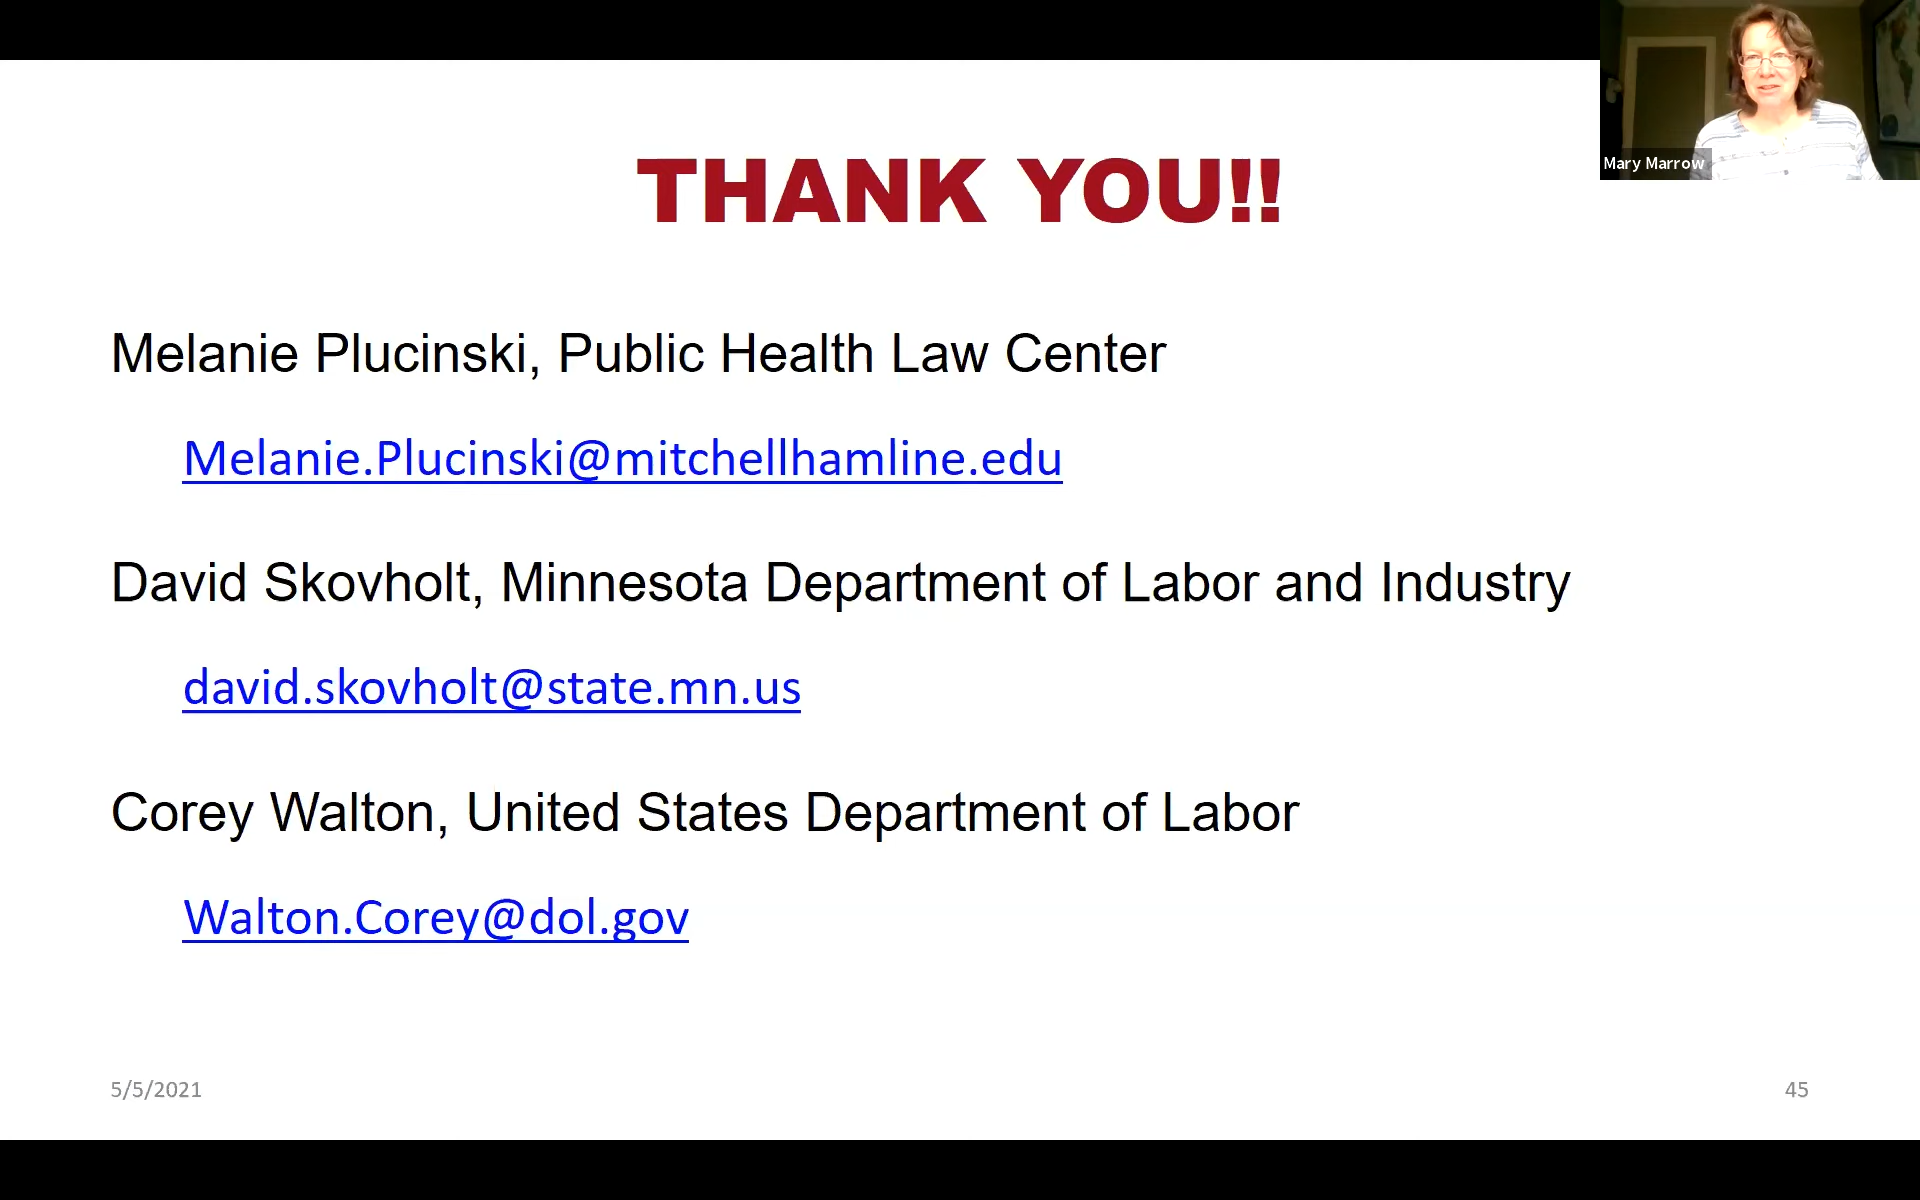 THANK YOU!!
Mary Marrow
Melanie Plucinski, Public Health Law Center
Melanie.Plucinski@mitchellhamline.edu
David Skovholt, Minnesota Department of Labor and Industry
david.skovholt@state.mn.us
Corey Walton, United States Department of Labor
Walton.Corey@dol.gov
5/5/2021
45